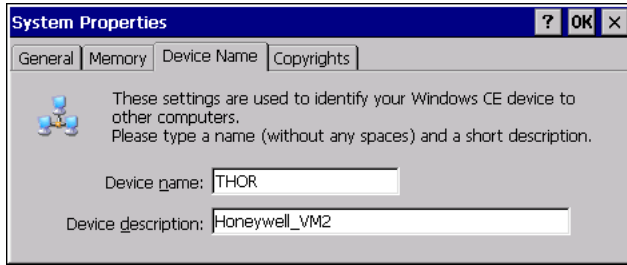 System Properties ? OK ×
General Memory Device Name Copyrights
These settings are used to identify your Windows CE device to
other computers.
Please type a name (without any spaces) and a short description.
Device name: THOR
Device description: Honeywell_VM2